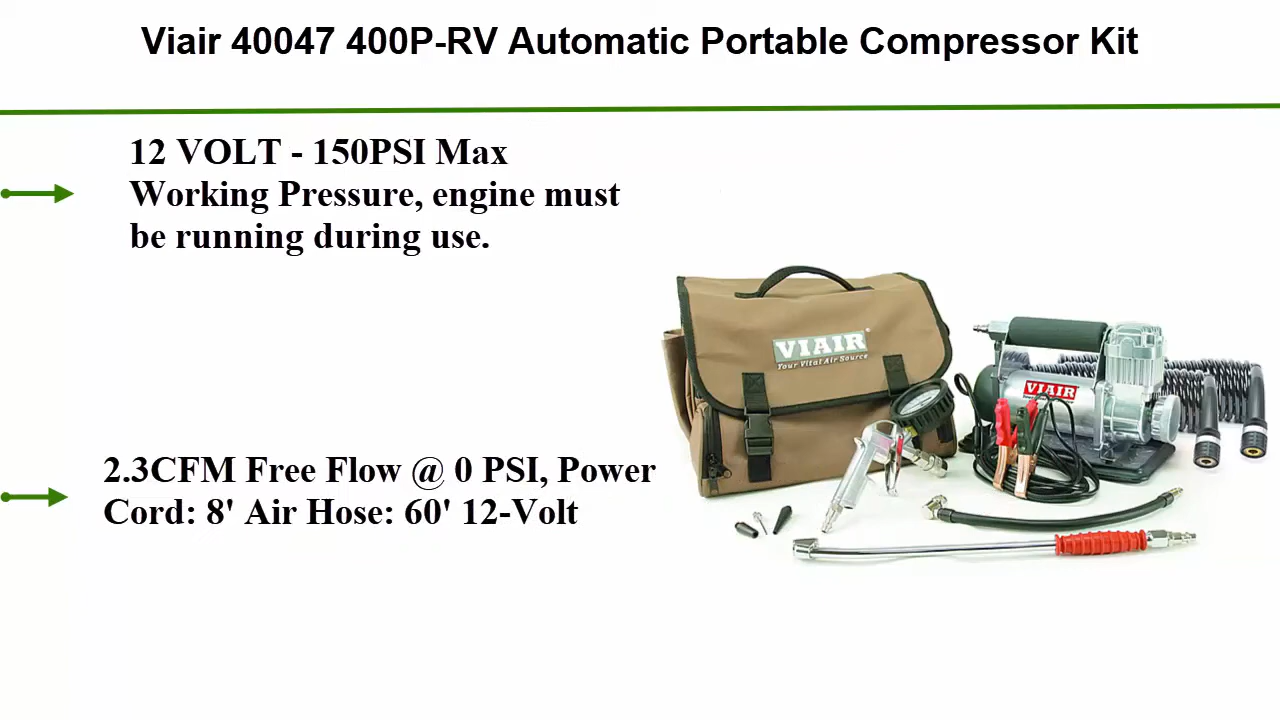 Viair 40047 400P-RV Automatic Portable Compressor Kit
12 VOLT - 150PSI Max
Working Pressure, engine must
be running during use.
2.3CFM Free Flow @ 0 PSI, Power
Cord: 8' Air Hose: 60' 12-Volt
VIAIR®
Your Vital Air Source
VIAIR